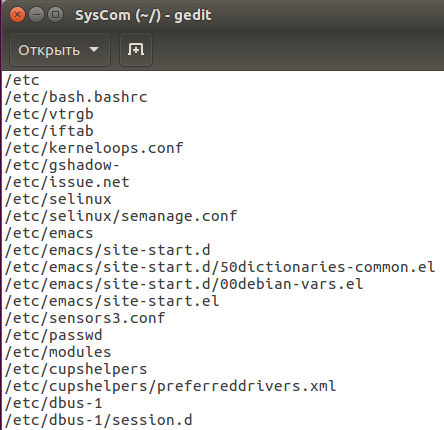 SysCom (~/) - gedit
Открыть
/etc
/etc/bash.bashrc
/etc/vtrgb
/etc/iftab
/etc/kerneloops.conf
/etc/gshadow-
/etc/issue.net
/etc/selinux
/etc/selinux/semanage.conf
/etc/emacs
/etc/emacs/site-start.d
/etc/emacs/site-start.d/50dictionaries-common.el
/etc/emacs/site-start.d/00debian-vars.el
/etc/emacs/site-start.el
/etc/sensors3.conf
/etc/passwd
/etc/modules
/etc/cupshelpers
/etc/cupshelpers/preferreddrivers.xml
/etc/dbus-1
/etc/dbus-1/session.d